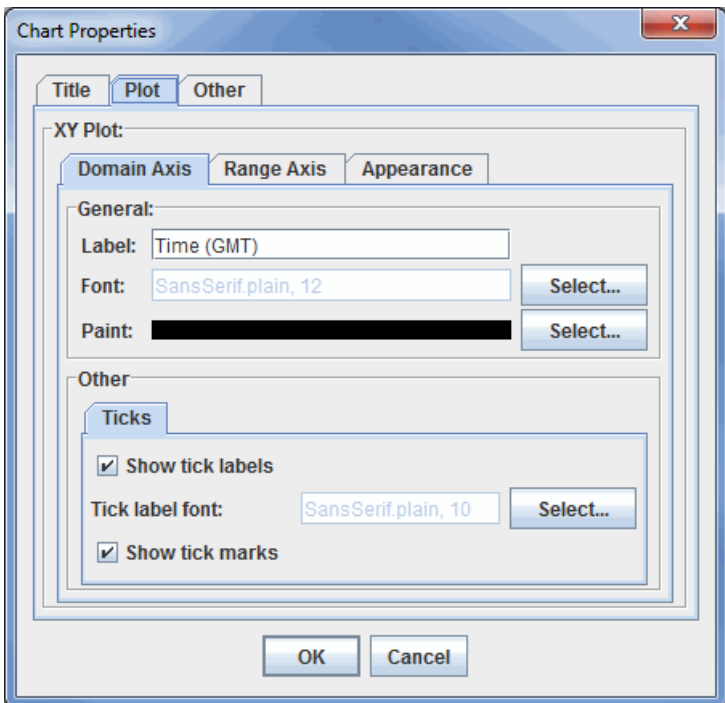 Chart Properties
Title Plot Other
XY Plot:
Domain Axis Range Axis Appearance
General:
Label: Time (GMT)
Font: SansSerif.plain, 12 Select...
Paint: Select...
Other
Ticks
Show tick labels
Tick label font: SansSerif.plain, 10 Select...
Show tick marks
OK Cancel